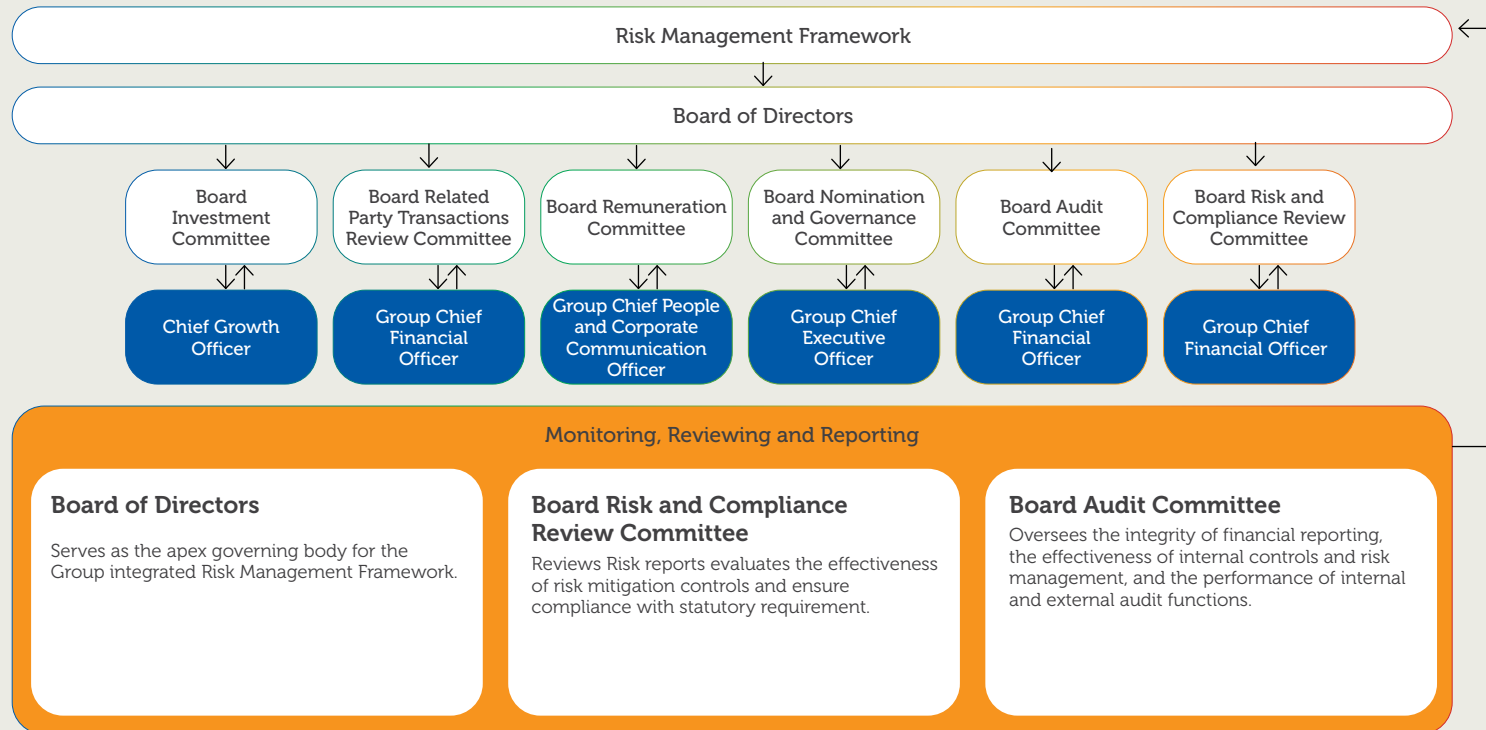 Risk Management Framework
Board of Directors
Board
Investment
Committee
Board Related
Party Transactions
Review Committee
Board Remuneration
Committee
Board Nomination
and Governance
Committee
Board Audit
Committee
Board Risk and
Compliance Review
Committee
Chief Growth
Officer
Group Chief
Financial
Officer
Group Chief People
and Corporate
Communication
Officer
Group Chief
Executive
Officer
Group Chief
Financial
Officer
Group Chief
Financial Officer
Monitoring, Reviewing and Reporting
Board of Directors
Serves as the apex governing body for the
Group integrated Risk Management Framework.
Board Risk and Compliance
Review Committee
Reviews Risk reports evaluates the effectiveness
of risk mitigation controls and ensure
compliance with statutory requirement.
Board Audit Committee
Oversees the integrity of financial reporting,
the effectiveness of internal controls and risk
management, and the performance of internal
and external audit functions.